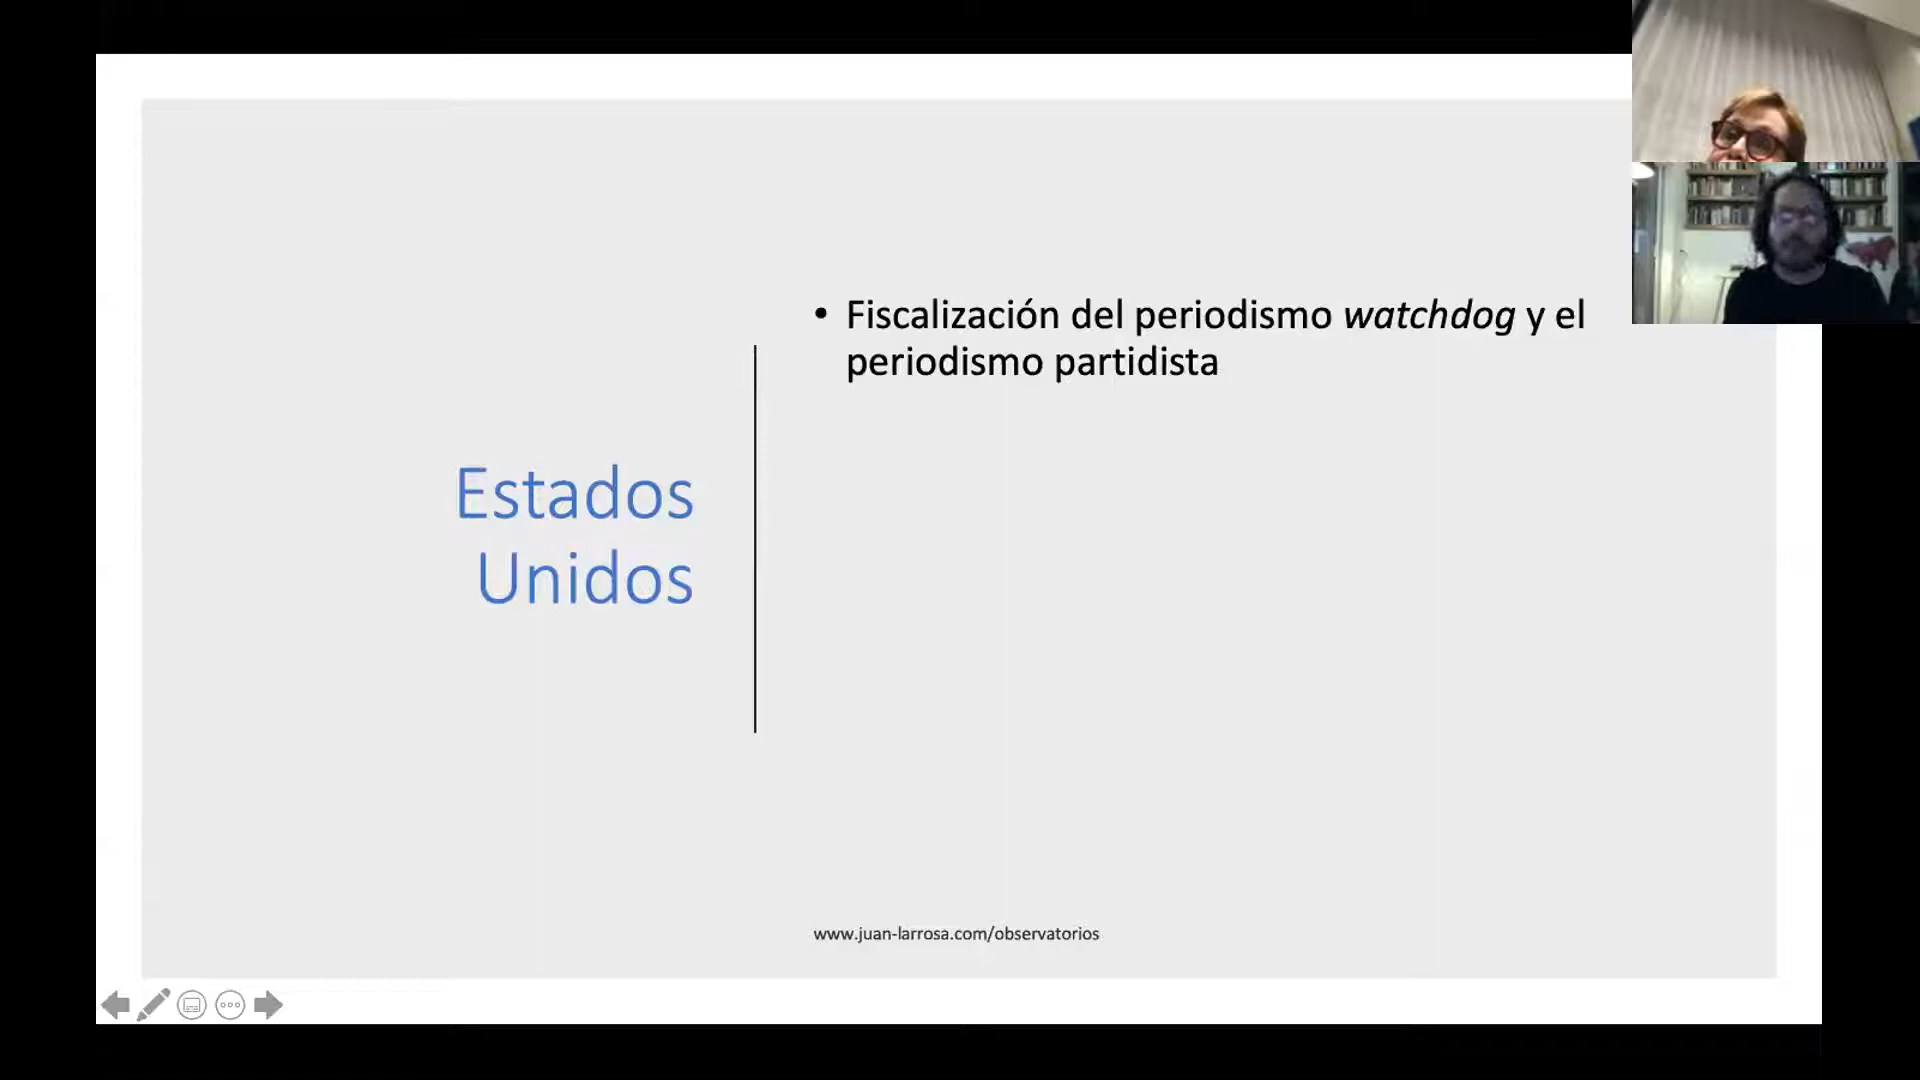 Estados
Unidos
• Fiscalización del periodismo watchdog y el
periodismo partidista
www.juan-larrosa.com/observatorios